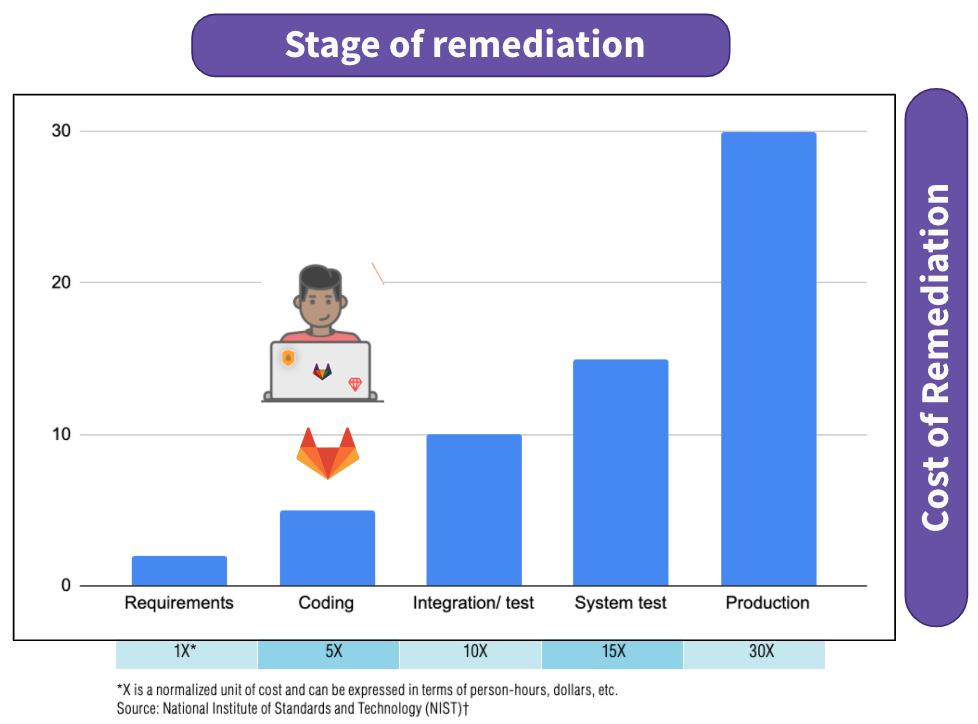 Stage of remediation
Cost of Remediation
30
20
10
0
Requirements
Coding
Integration/ test
System test
Production
1X*
5X
10X
15X
30X
*X is a normalized unit of cost and can be expressed in terms of person-hours, dollars, etc.
Source: National Institute of Standards and Technology (NIST)†